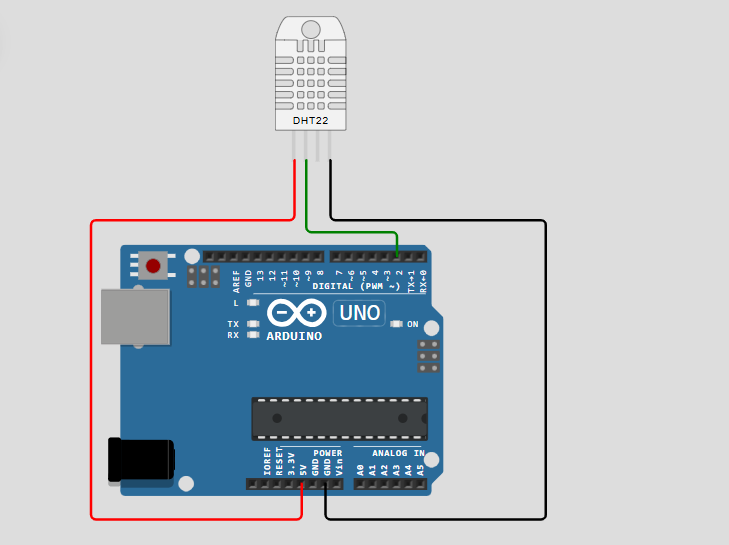 DHT22
AREF
GND
13
12
~11
~10
~9
8
7
~6
~5
4
~3
2
TX→1
RX←0
DIGITAL (PWM ~)
L
TX
RX
UNO
ON
ARDUINO
POWER
ANALOG IN
IOREF
RESET
3.3V
5V
GND
GND
Vin
A0
A1
A2
A3
A4
A5